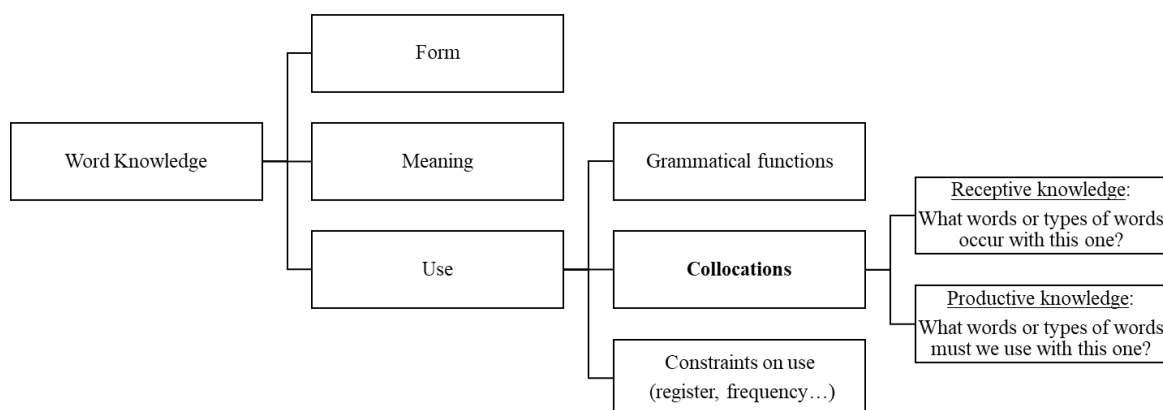 Form
Word Knowledge
Meaning
Use
Grammatical functions
Collocations
Constraints on use
(register, frequency…)
Receptive knowledge:
What words or types of words
occur with this one?
Productive knowledge:
What words or types of words
must we use with this one?